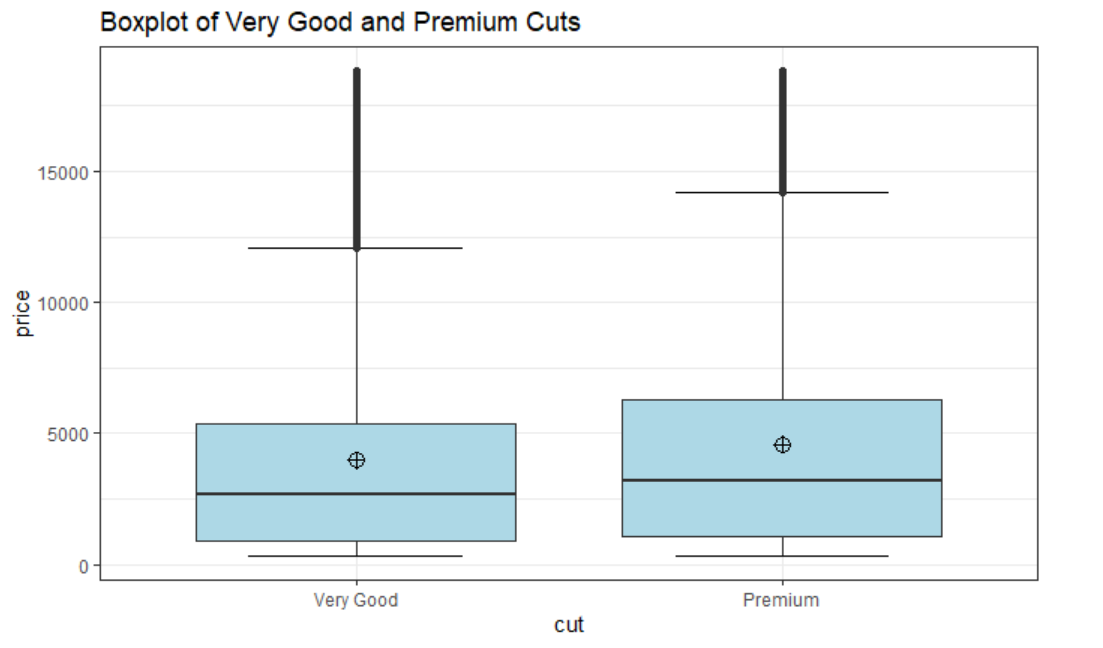 Boxplot of Very Good and Premium Cuts
15000
10000
5000
0
price
Very Good
Premium
cut